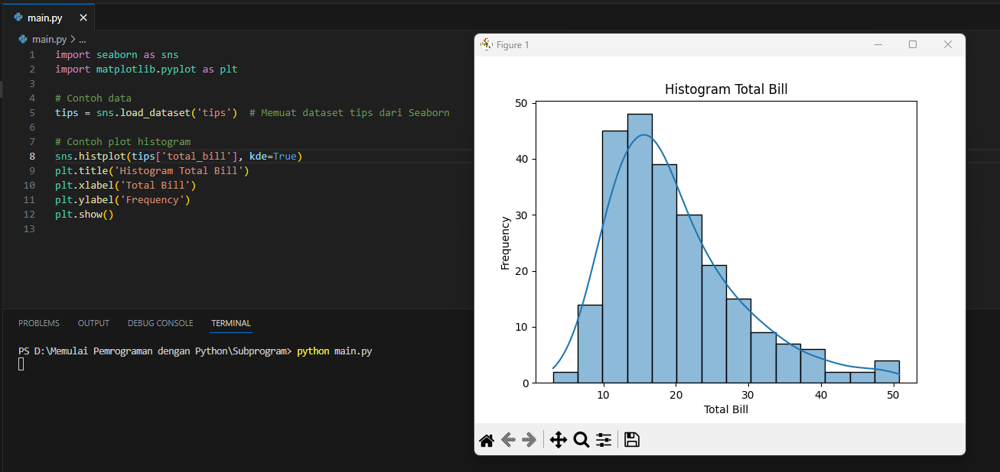 main.py
main.py > ...
1 import seaborn as sns
2 import matplotlib.pyplot as plt
3
4 # Contoh data
5 tips = sns.load_dataset('tips')  # Memuat dataset tips dari Seaborn
6
7 # Contoh plot histogram
8 sns.histplot(tips['total_bill'], kde=True)
9 plt.title('Histogram Total Bill')
10 plt.xlabel('Total Bill')
11 plt.ylabel('Frequency')
12 plt.show()
13
PROBLEMS OUTPUT DEBUG CONSOLE TERMINAL
PS D:\Memulai Pemrograman dengan Python\Subprogram> python main.py
Figure 1
Histogram Total Bill
50
40
30
20
10
0
Frequency
10 20 30 40 50
Total Bill